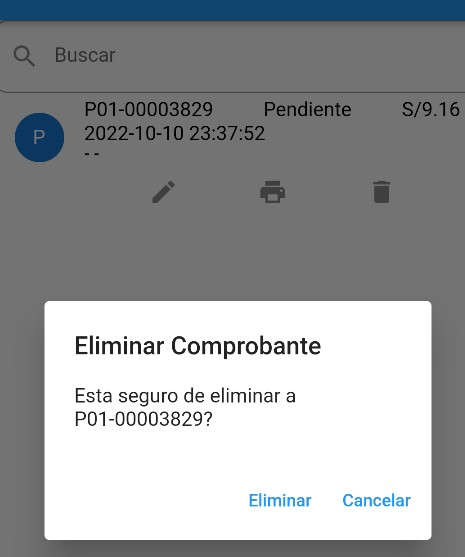 Buscar
P01-00003829 Pendiente S/9.16
P
2022-10-10 23:37:52
- -
Eliminar Comprobante
Esta seguro de eliminar a
P01-00003829?
Eliminar Cancelar